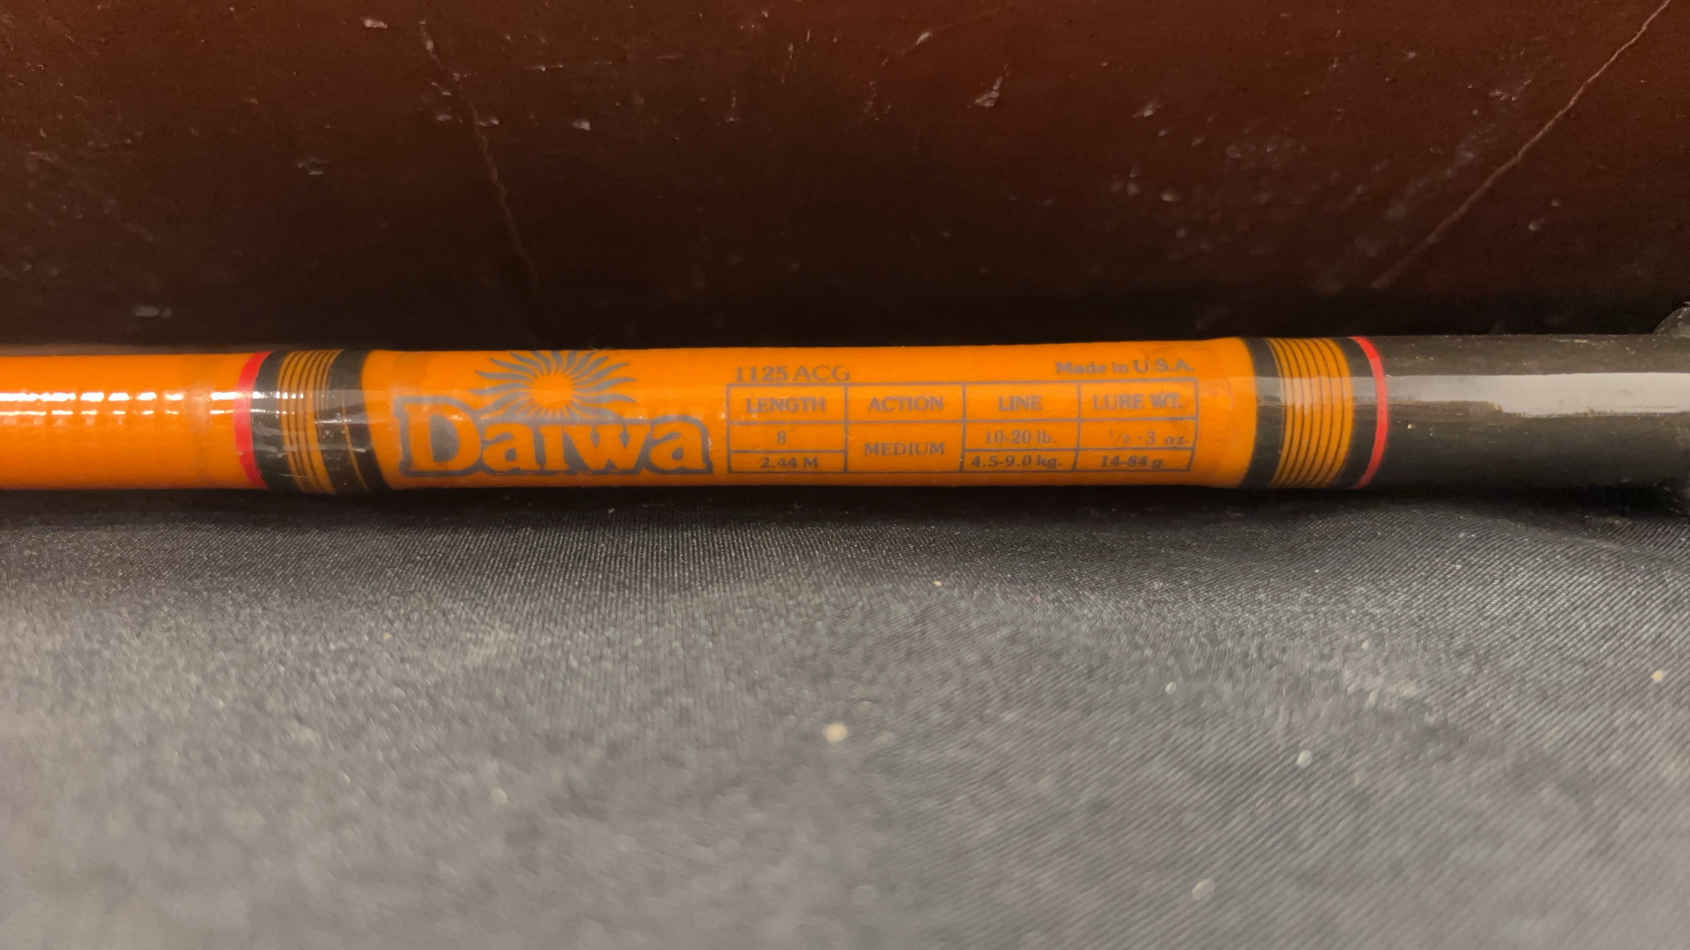 Daiwa
1125 ACG Made in U.S.A.
LENGTH ACTION LINE LURE WT.
8' MEDIUM 10-20 lb. ½-3 oz.
2.44 M 4.5-9.0 kg. 14-84 g.